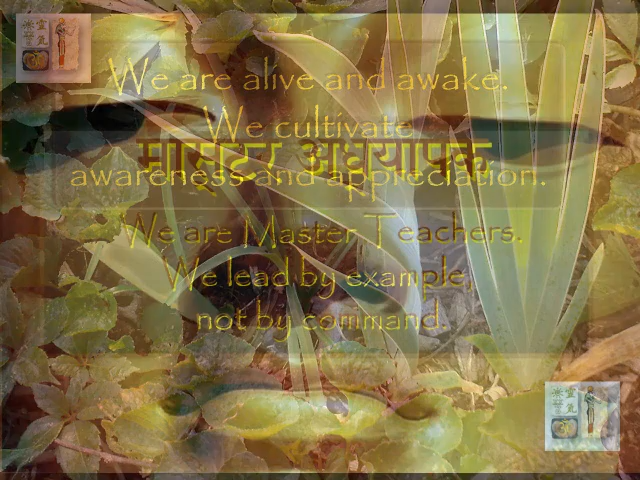 We are alive and awake.
We cultivate
मास्‌टर अध्‌यापक
awareness and appreciation.
We are Master Teachers.
We lead by example,
not by command.